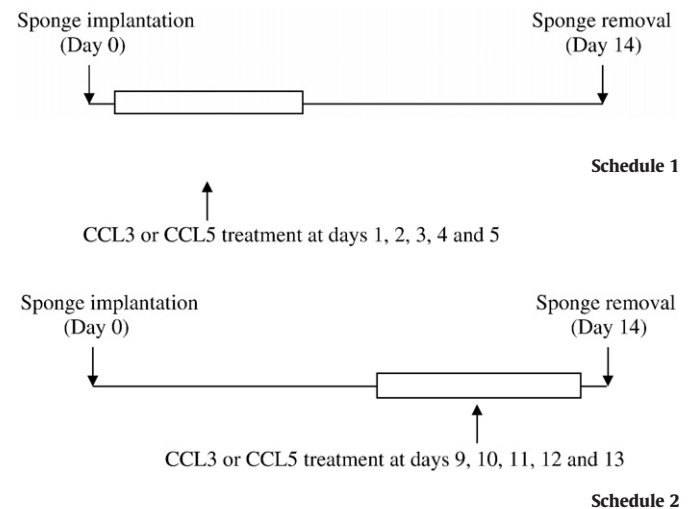 Sponge implantation
(Day 0)
Sponge removal
(Day 14)
Schedule 1
CCL3 or CCL5 treatment at days 1, 2, 3, 4 and 5
Sponge implantation
(Day 0)
Sponge removal
(Day 14)
CCL3 or CCL5 treatment at days 9, 10, 11, 12 and 13
Schedule 2